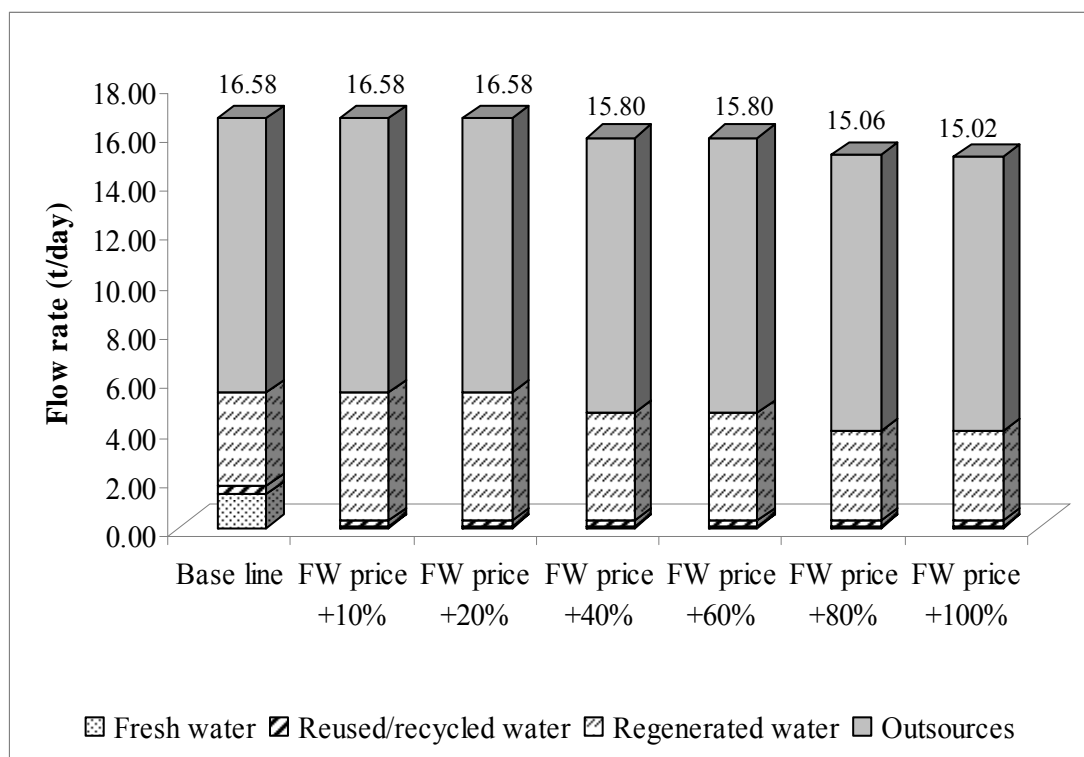 16.58 16.58 16.58 15.80 15.80 15.06 15.02
18.00
16.00
14.00
12.00
10.00
8.00
6.00
4.00
2.00
0.00
Flow rate (t/day)
Base line FW price FW price FW price FW price FW price FW price
+10% +20% +40% +60% +80% +100%
Fresh water Reused/recycled water Regenerated water Outsources